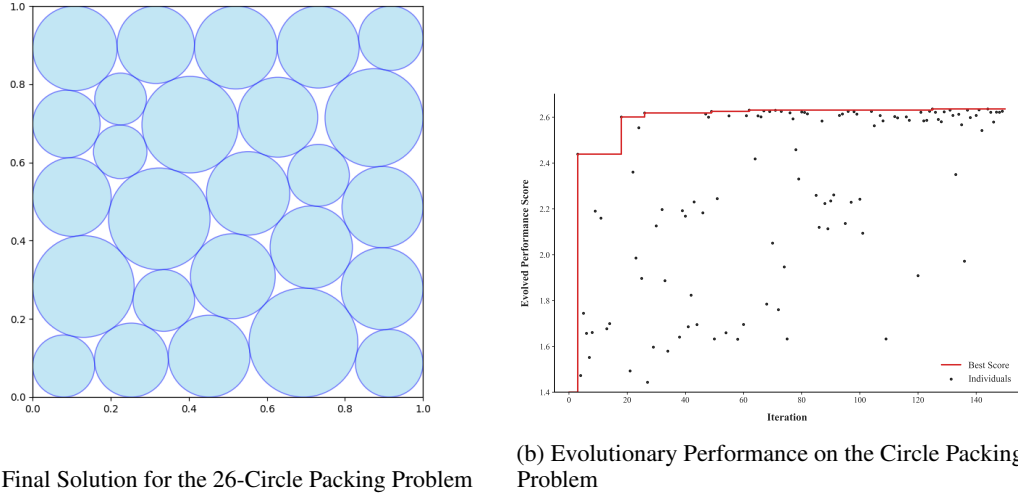 1.0
0.8
0.6
0.4
0.2
0.0
0.0 0.2 0.4 0.6 0.8 1.0
Final Solution for the 26-Circle Packing Problem
Evolved Performance Score
2.6
2.4
2.2
2.0
1.8
1.6
1.4
0 20 40 60 80 100 120 140
Iteration
Best Score
Individuals
(b) Evolutionary Performance on the Circle Packing
Problem